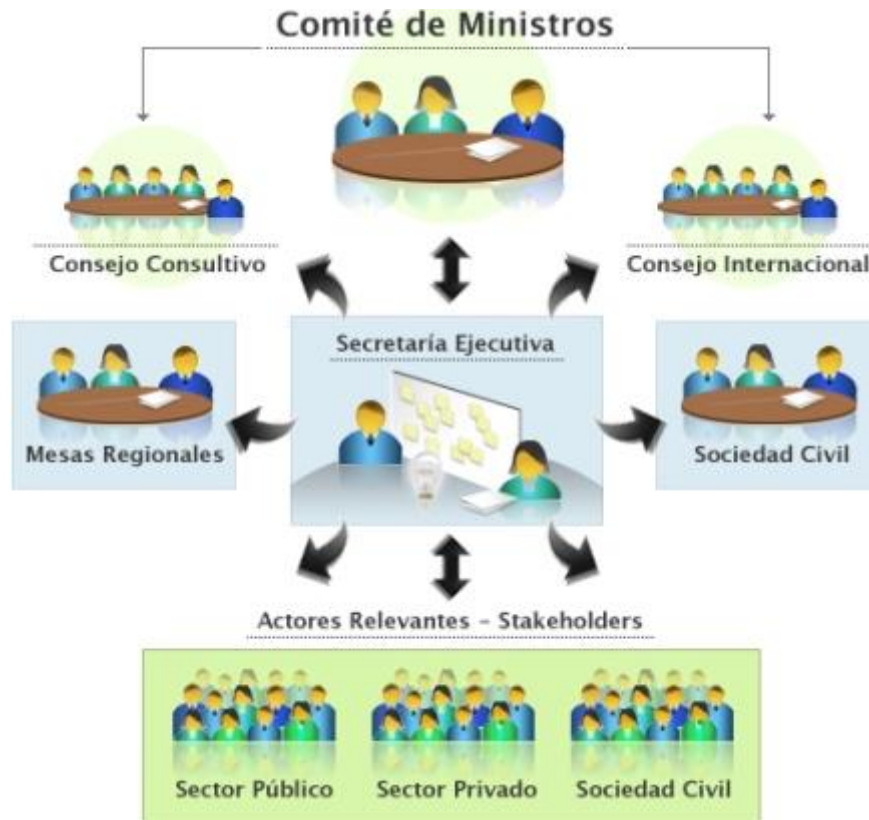 Comité de Ministros
Consejo Consultivo
Consejo Internacional
Secretaría Ejecutiva
Mesas Regionales
Sociedad Civil
Actores Relevantes - Stakeholders
Sector Público
Sector Privado
Sociedad Civil